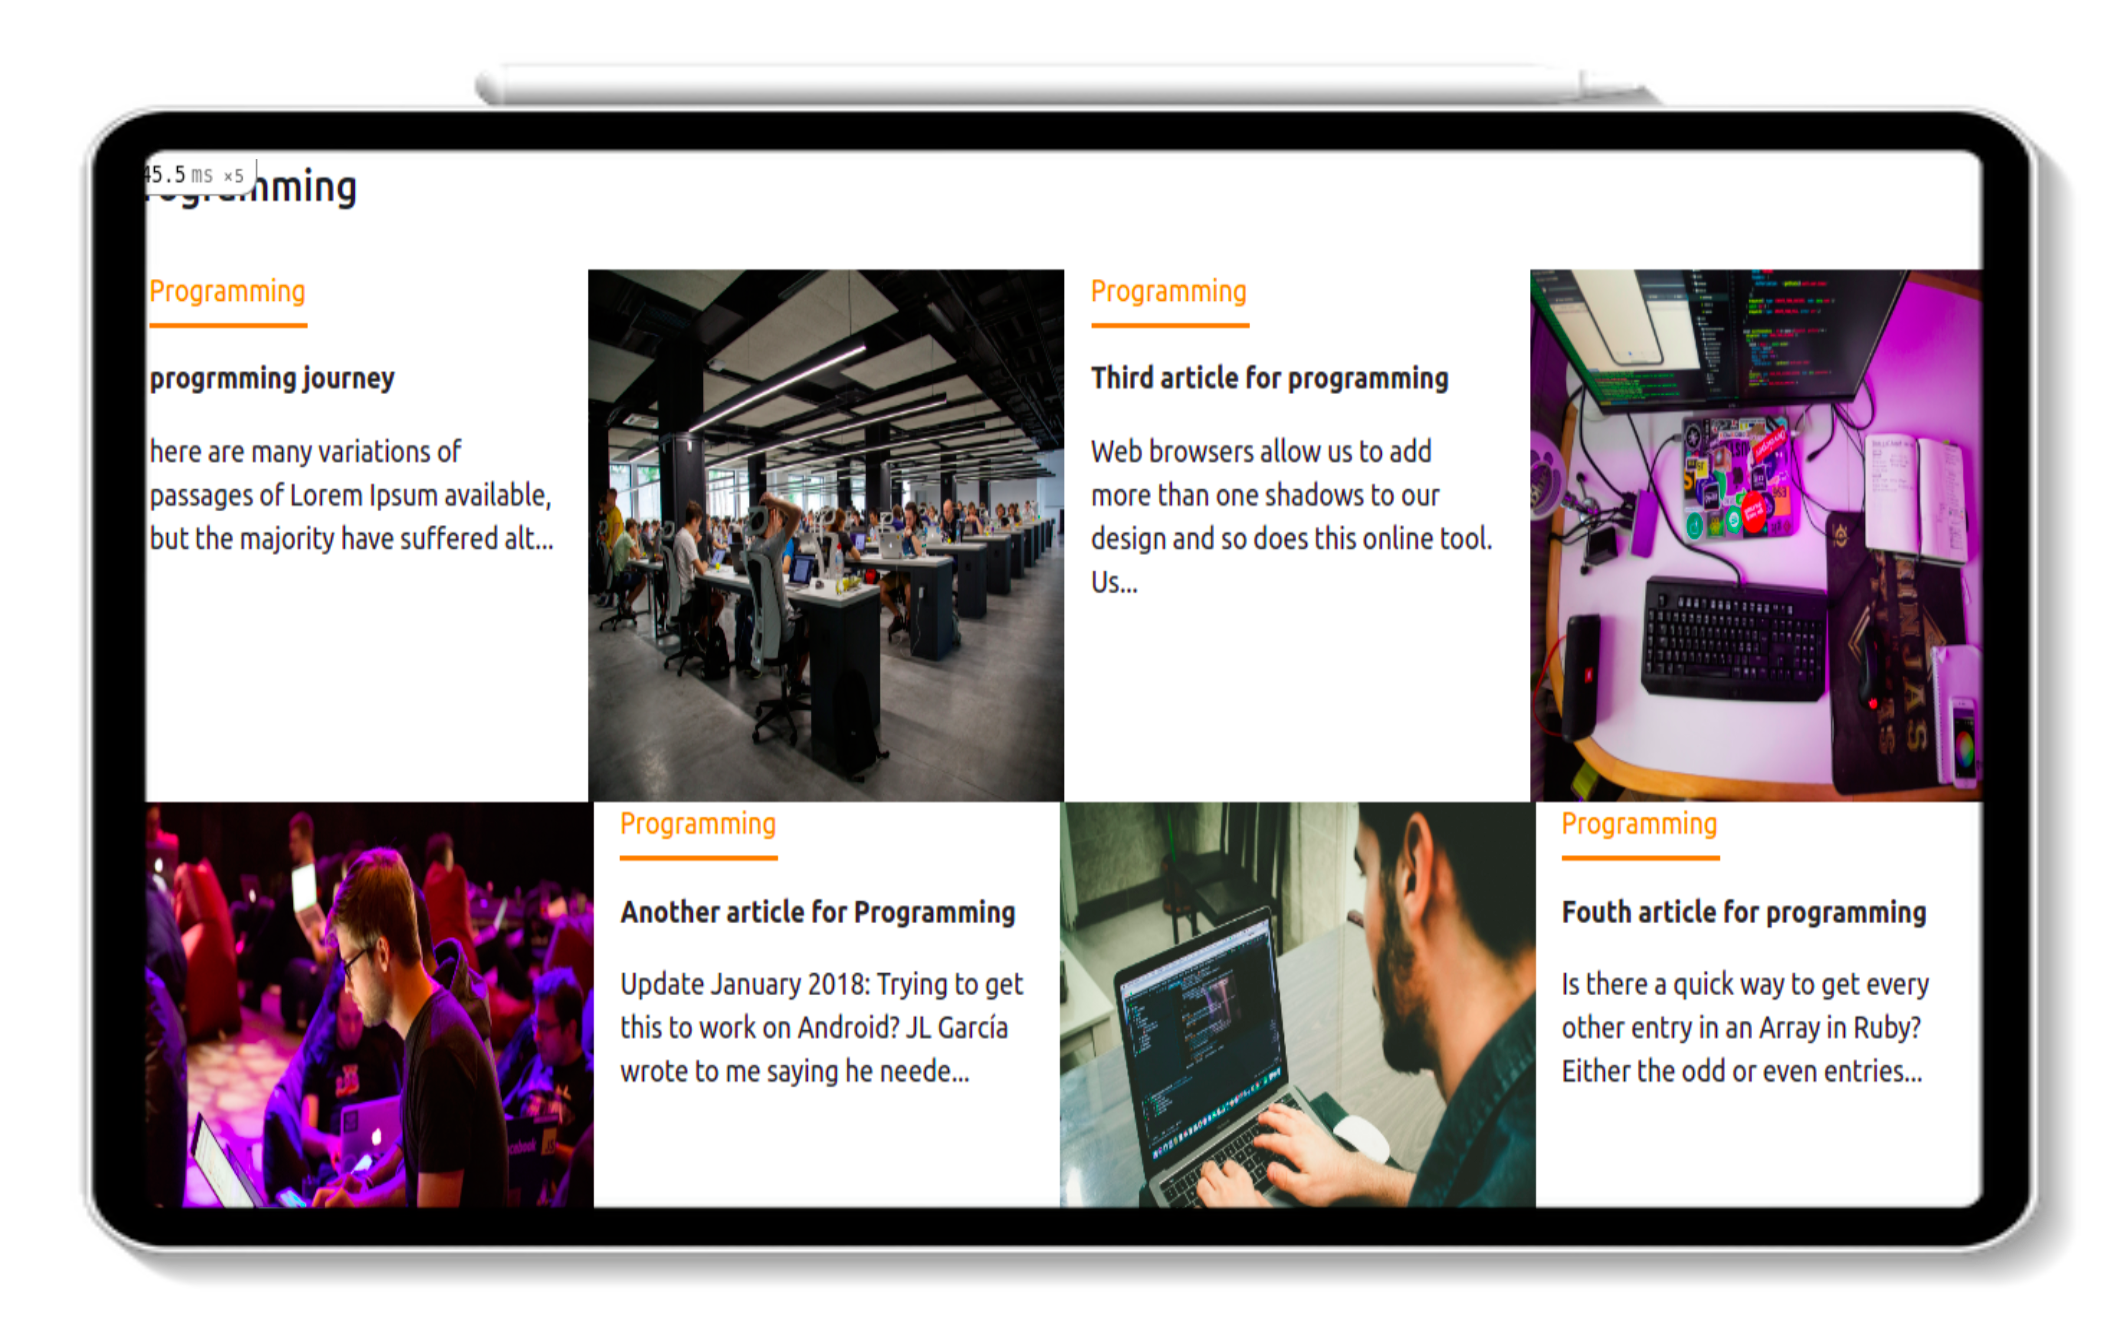 45.5 ms ×5
Programming
progrmming journey
here are many variations of
passages of Lorem Ipsum available,
but the majority have suffered alt...
Programming
Third article for programming
Web browsers allow us to add
more than one shadows to our
design and so does this online tool.
Us...
NINJAS
Programming
Another article for Programming
Update January 2018: Trying to get
this to work on Android? JL García
wrote to me saying he neede...
Programming
Fouth article for programming
Is there a quick way to get every
other entry in an Array in Ruby?
Either the odd or even entries...